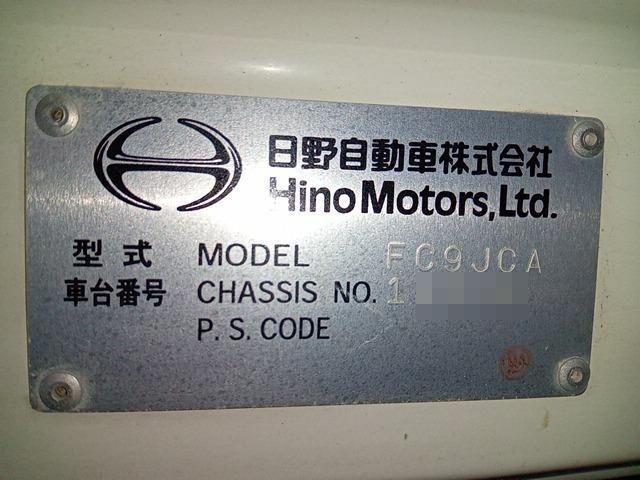 日野自動車株式会社
Hino Motors, Ltd.
型式 MODEL FC9JCA
車台番号 CHASSIS NO. 1
P. S. CODE